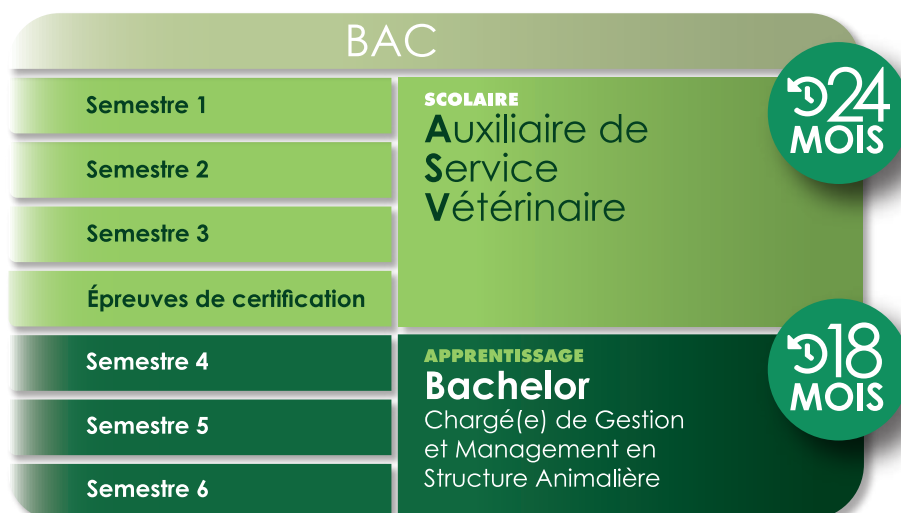 BAC
Semestre 1
Semestre 2
Semestre 3
Épreuves de certification
SCOLAIRE
Auxiliaire de
Service
Vétérinaire
24
MOIS
Semestre 4
Semestre 5
Semestre 6
APPRENTISSAGE
Bachelor
Chargé(e) de Gestion
et Management en
Structure Animalière
18
MOIS